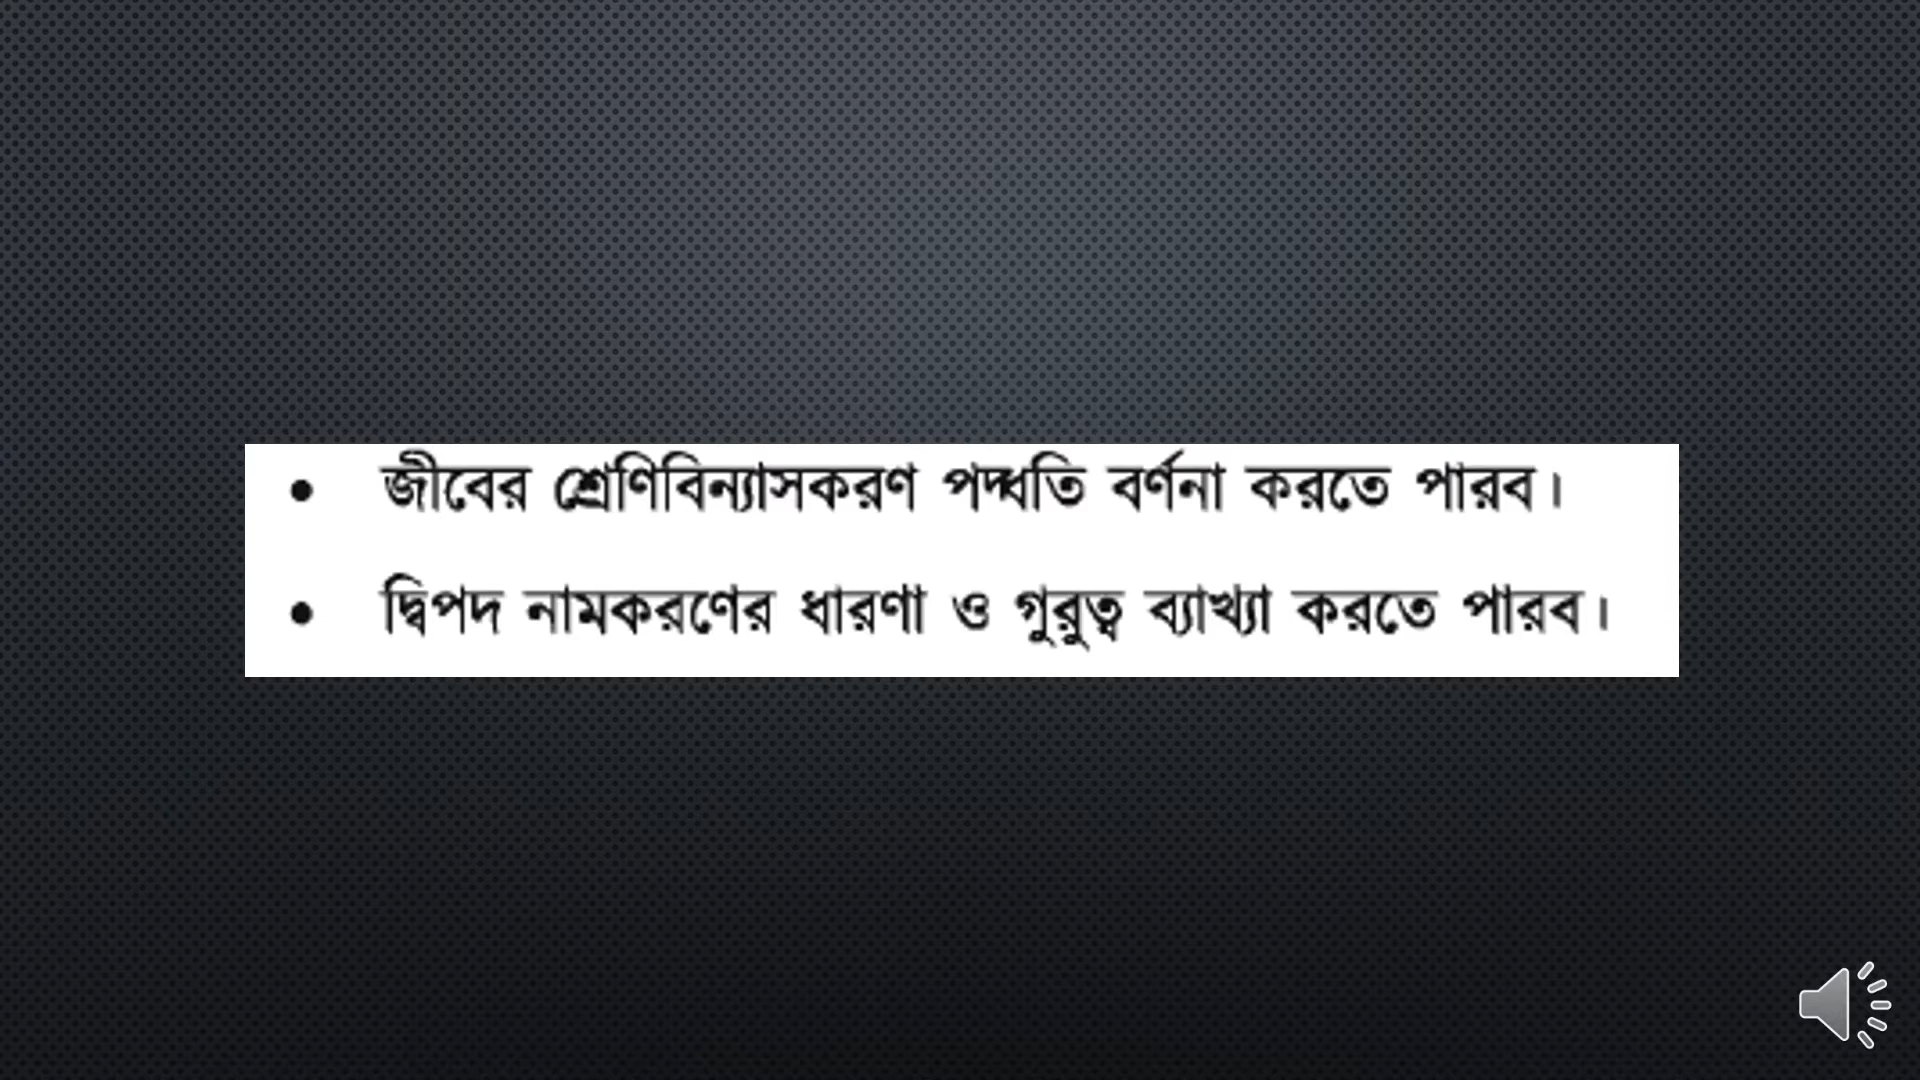 • জীবের শ্রেণিবিন্যাসকরণ পদ্ধতি বর্ণনা করতে পারব।
• দ্বিপদ নামকরণের ধারণা ও গুরুত্ব ব্যাখ্যা করতে পারব।